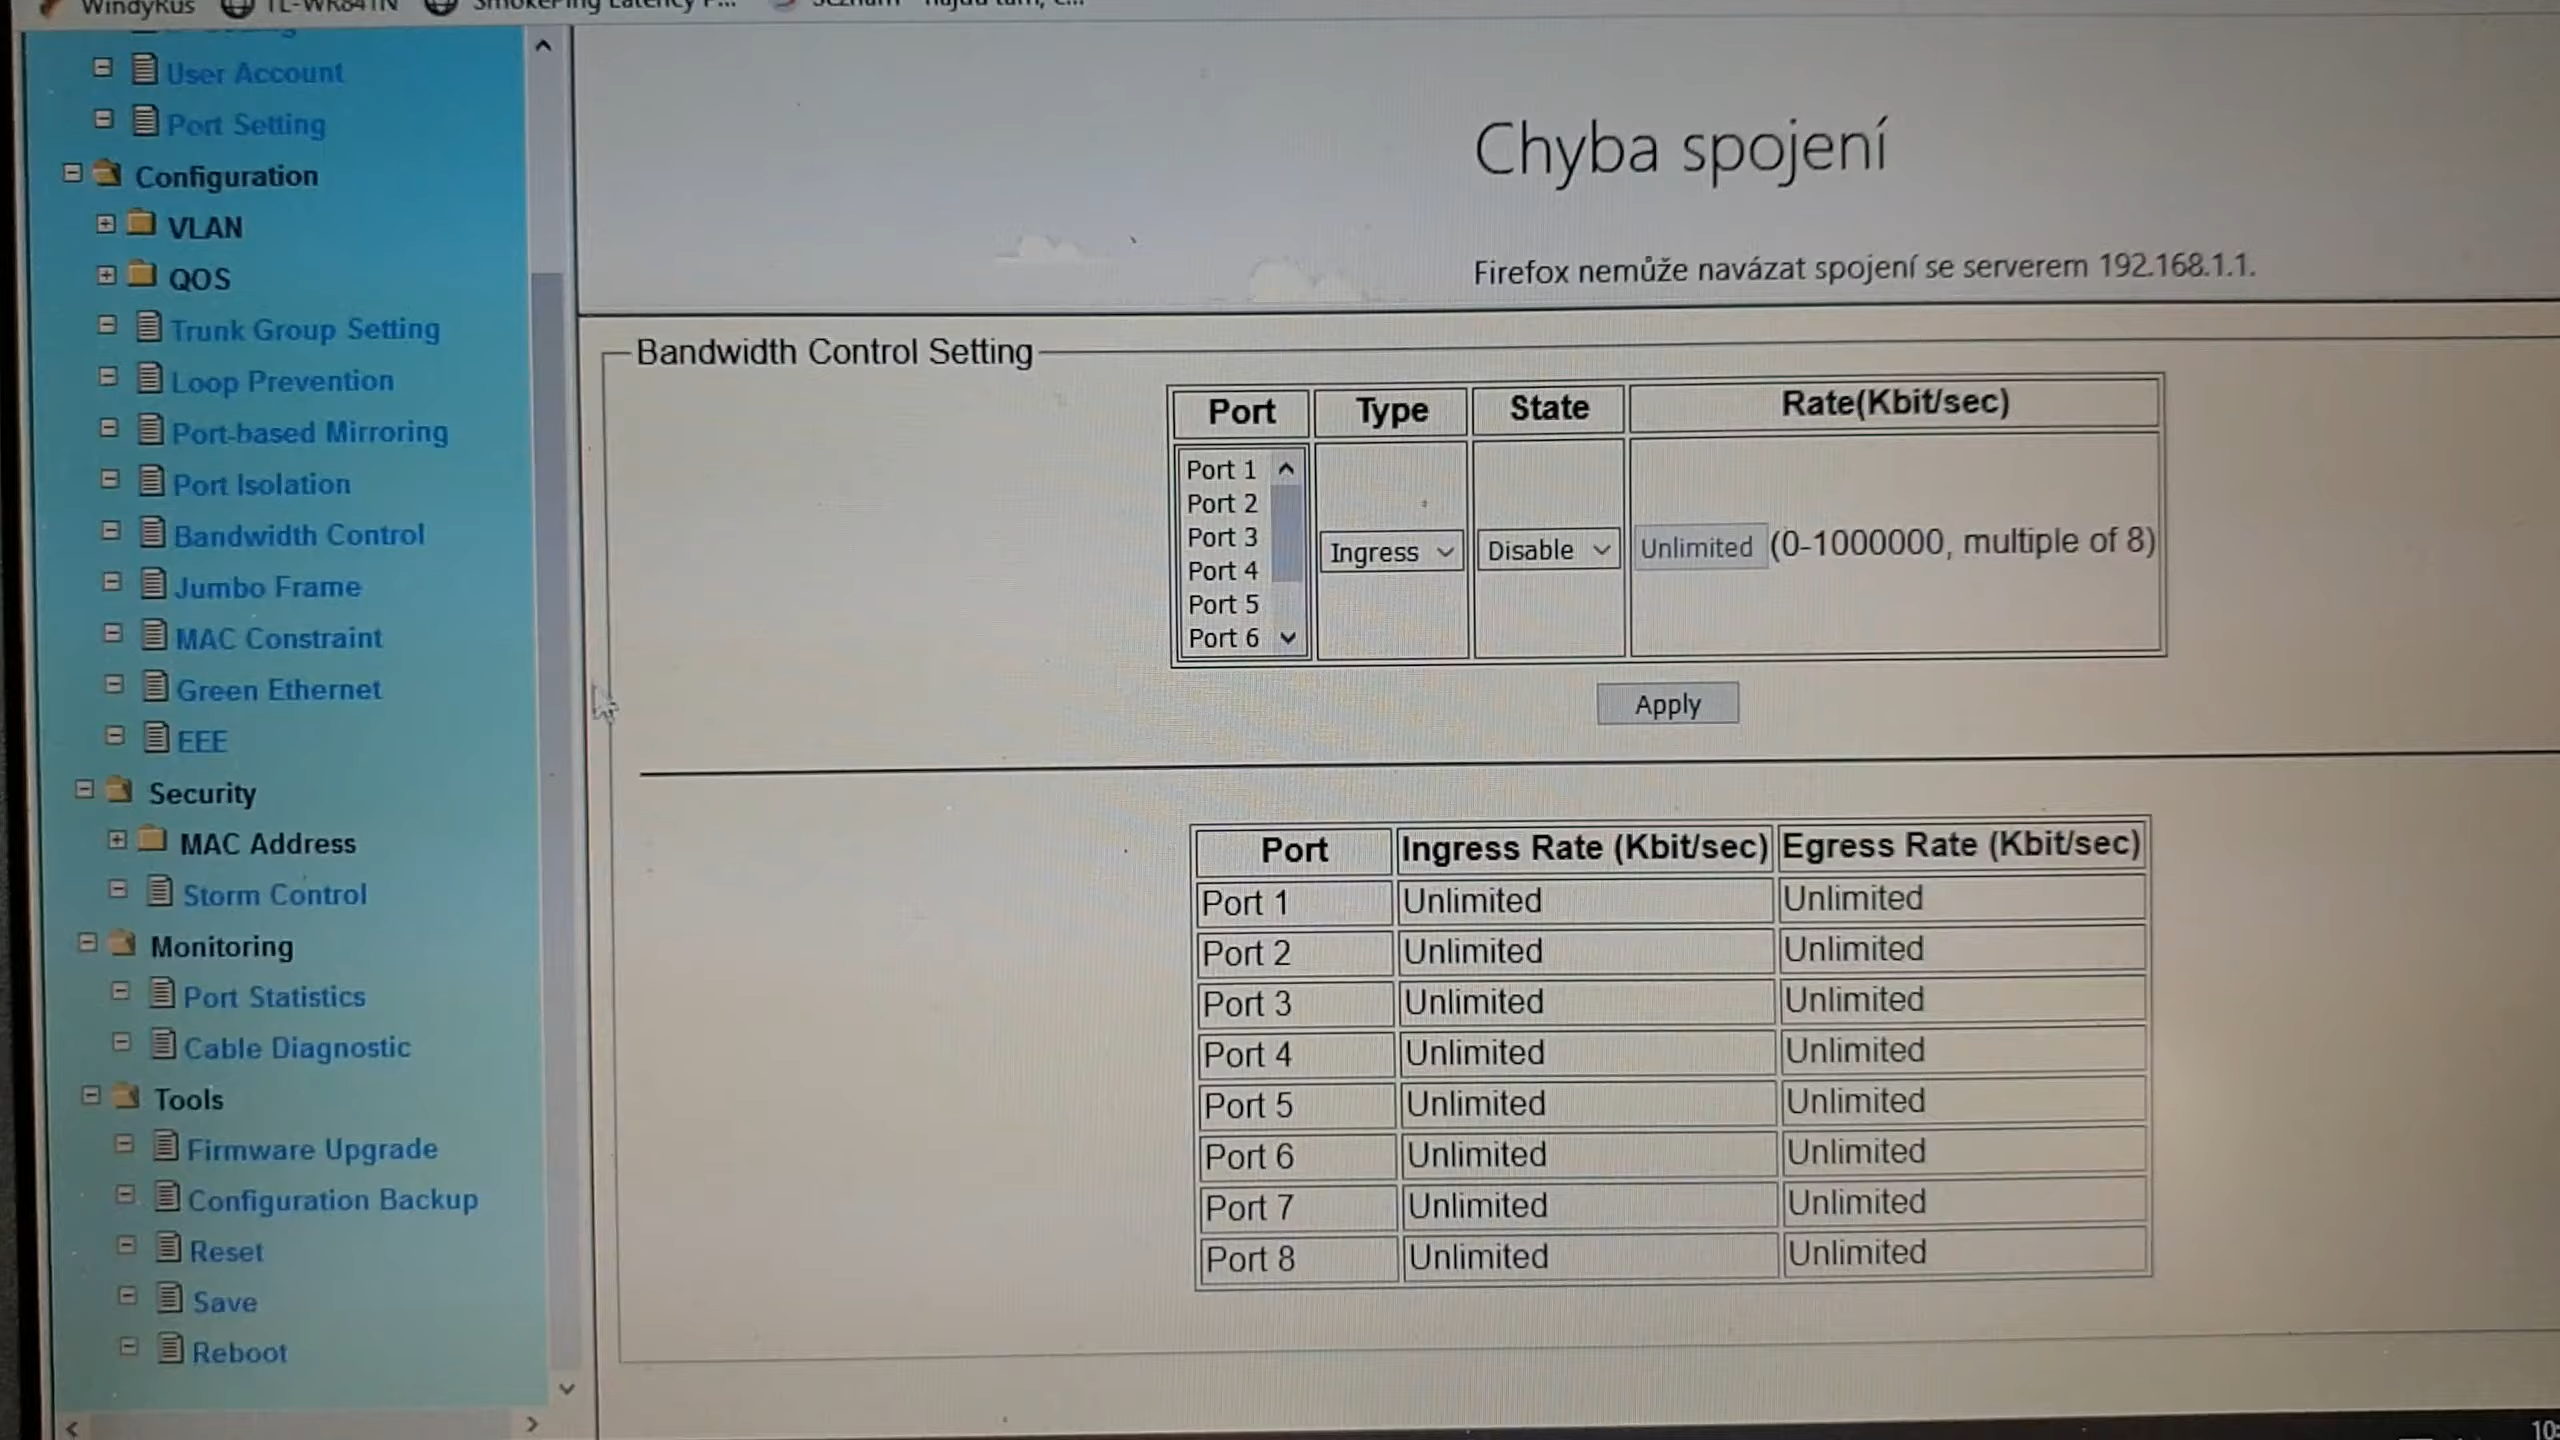 WindyRus TL-WR841N SmokePing Latency P...
User Account
Port Setting
Configuration
VLAN
QOS
Trunk Group Setting
Loop Prevention
Port-based Mirroring
Port Isolation
Bandwidth Control
Jumbo Frame
MAC Constraint
Green Ethernet
EEE
Security
MAC Address
Storm Control
Monitoring
Port Statistics
Cable Diagnostic
Tools
Firmware Upgrade
Configuration Backup
Reset
Save
Reboot
Chyba spojení
Firefox nemůže navázat spojení se serverem 192.168.1.1.
Bandwidth Control Setting
Port Type State Rate(Kbit/sec)
Port 1
Port 2
Port 3
Port 4
Port 5
Port 6
Ingress Disable Unlimited (0-1000000, multiple of 8)
Apply
Port Ingress Rate (Kbit/sec) Egress Rate (Kbit/sec)
Port 1 Unlimited Unlimited
Port 2 Unlimited Unlimited
Port 3 Unlimited Unlimited
Port 4 Unlimited Unlimited
Port 5 Unlimited Unlimited
Port 6 Unlimited Unlimited
Port 7 Unlimited Unlimited
Port 8 Unlimited Unlimited